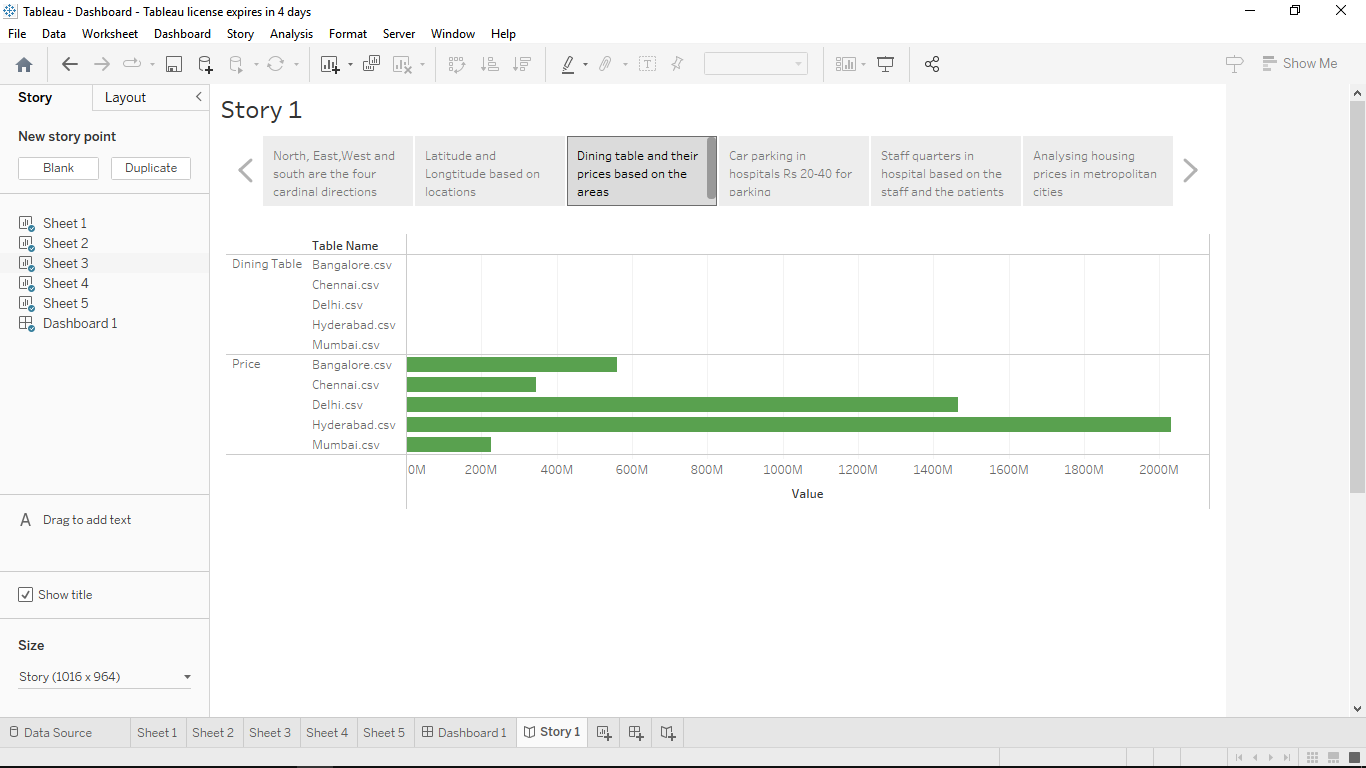 Tableau - Dashboard - Tableau license expires in 4 days
File Data Worksheet Dashboard Story Analysis Format Server Window Help
Show Me
Story Layout
New story point
Blank Duplicate
Sheet 1
Sheet 2
Sheet 3
Sheet 4
Sheet 5
Dashboard 1
A Drag to add text
Show title
Size
Story (1016 x 964)
Story 1
North, East,West and
south are the four
cardinal directions
Latitude and
Longtitude based on
locations
Dining table and their
prices based on the
areas
Car parking in
hospitals Rs 20-40 for
parking
Staff quarters in
hospital based on the
staff and the patients
Analysing housing
prices in metropolitan
cities
Table Name
Dining Table Bangalore.csv
Chennai.csv
Delhi.csv
Hyderabad.csv
Mumbai.csv
Price Bangalore.csv
Chennai.csv
Delhi.csv
Hyderabad.csv
Mumbai.csv
0M 200M 400M 600M 800M 1000M 1200M 1400M 1600M 1800M 2000M
Value
Data Source Sheet 1 Sheet 2 Sheet 3 Sheet 4 Sheet 5 Dashboard 1 Story 1